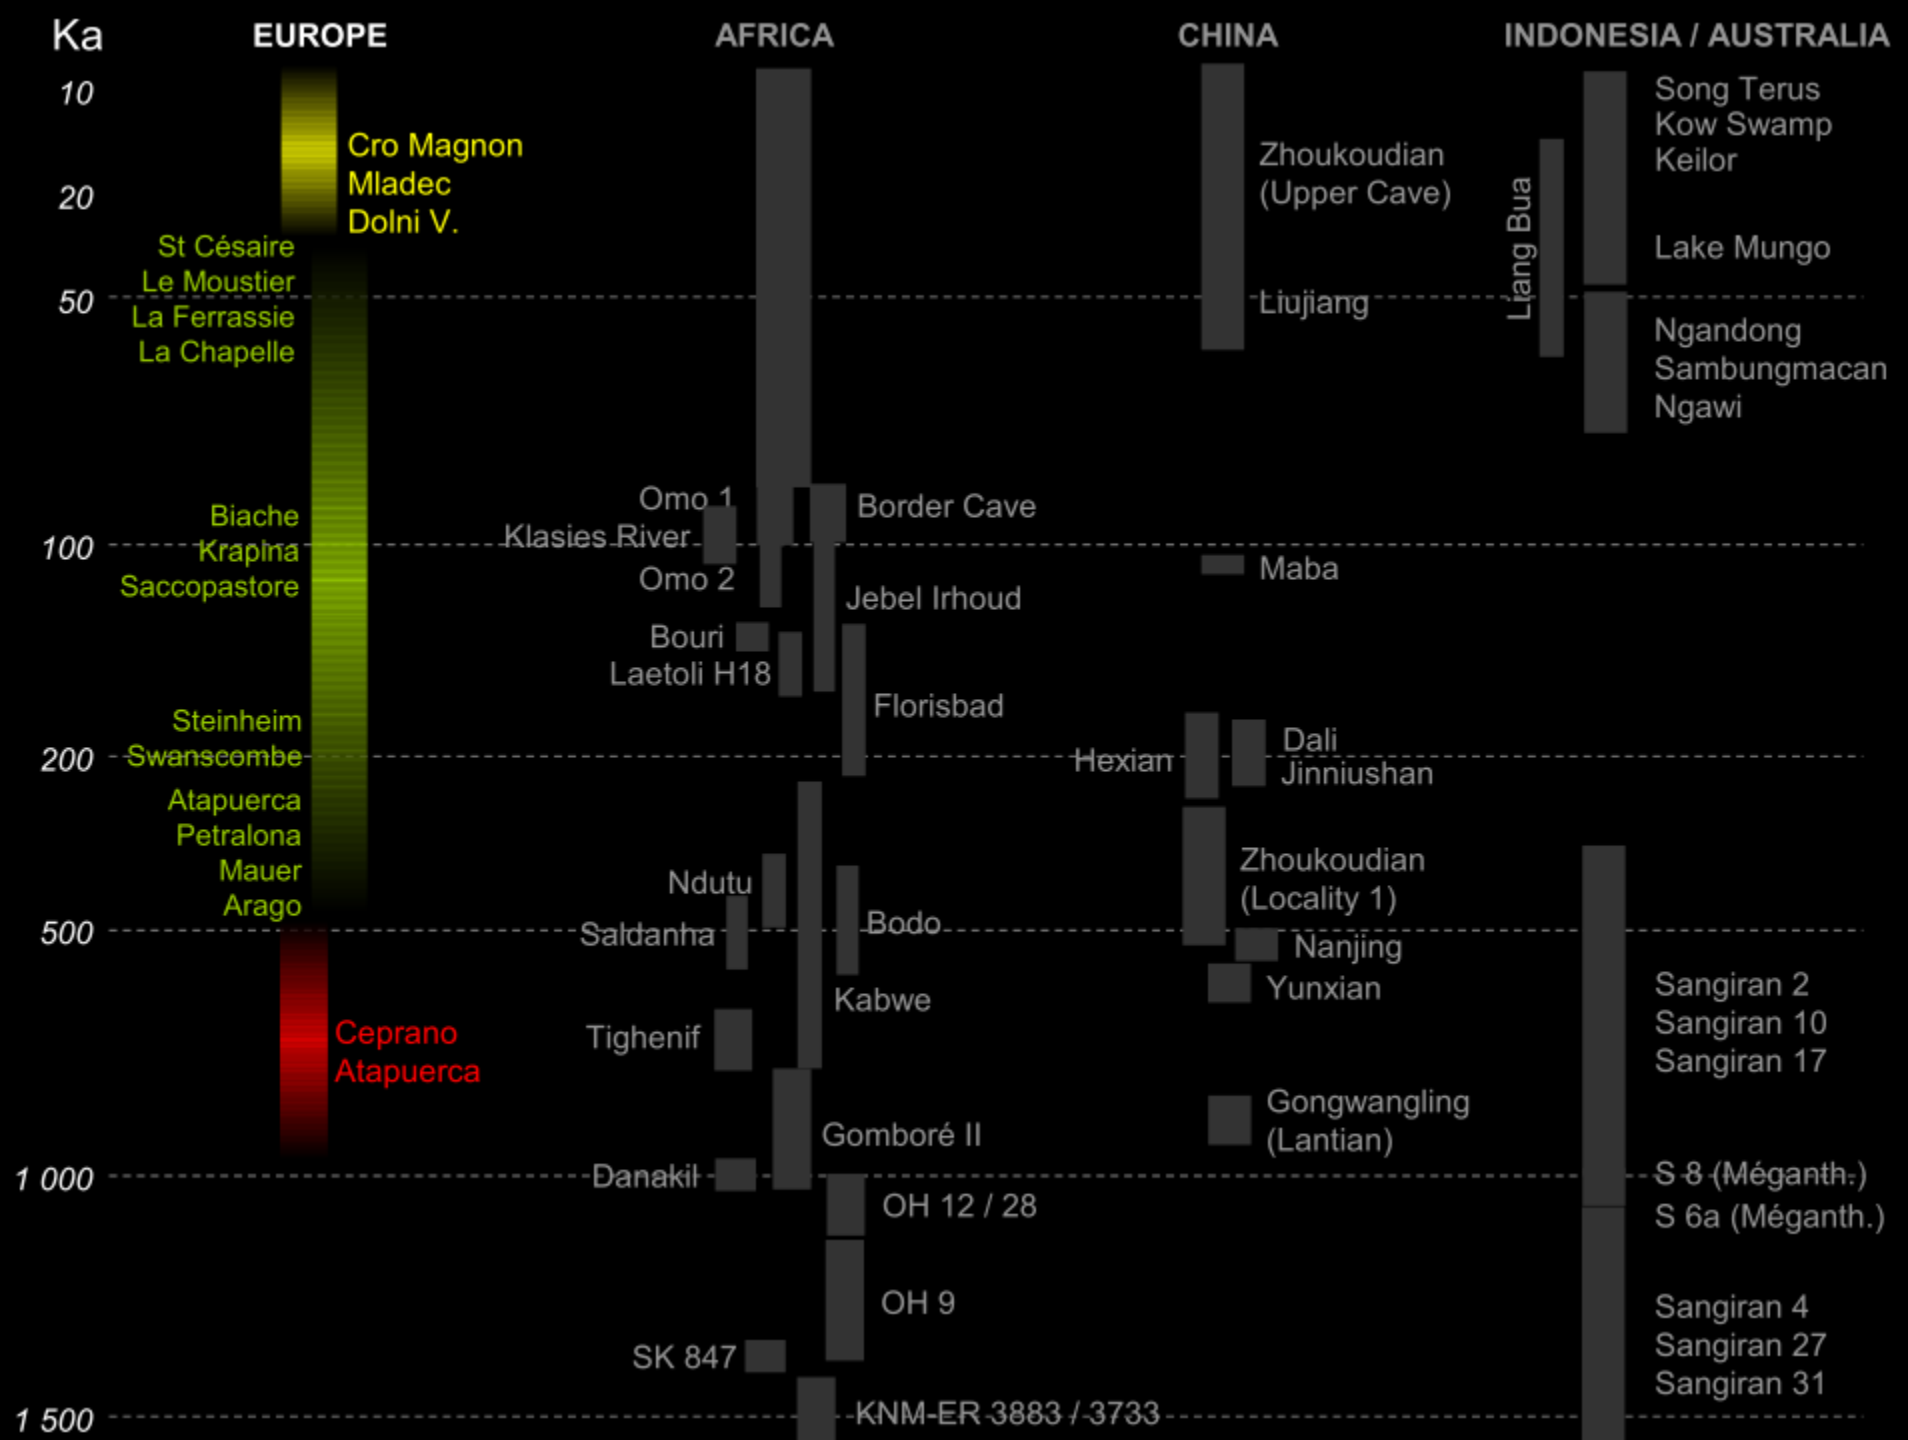 Ka
EUROPE
AFRICA
CHINA
INDONESIA / AUSTRALIA
10
20
50
100
200
500
1 000
1 500
Cro Magnon
Mladec
Dolni V.
St Césaire
Le Moustier
La Ferrassie
La Chapelle
Biache
Krapina
Saccopastore
Steinheim
Swanscombe
Atapuerca
Petralona
Mauer
Arago
Ceprano
Atapuerca
Omo 1
Klasies River
Omo 2
Border Cave
Jebel Irhoud
Bouri
Laetoli H18
Florisbad
Ndutu
Saldanha
Bodo
Kabwe
Tighenif
Gomboré II
Danakil
OH 12 / 28
OH 9
SK 847
KNM-ER 3883 / 3733
Zhoukoudian
(Upper Cave)
Liujiang
Maba
Hexian
Dali
Jinniushan
Zhoukoudian
(Locality 1)
Nanjing
Yunxian
Gongwangling
(Lantian)
Liang Bua
Song Terus
Kow Swamp
Keilor
Lake Mungo
Ngandong
Sambungmacan
Ngawi
Sangiran 2
Sangiran 10
Sangiran 17
S 8 (Méganth.)
S 6a (Méganth.)
Sangiran 4
Sangiran 27
Sangiran 31